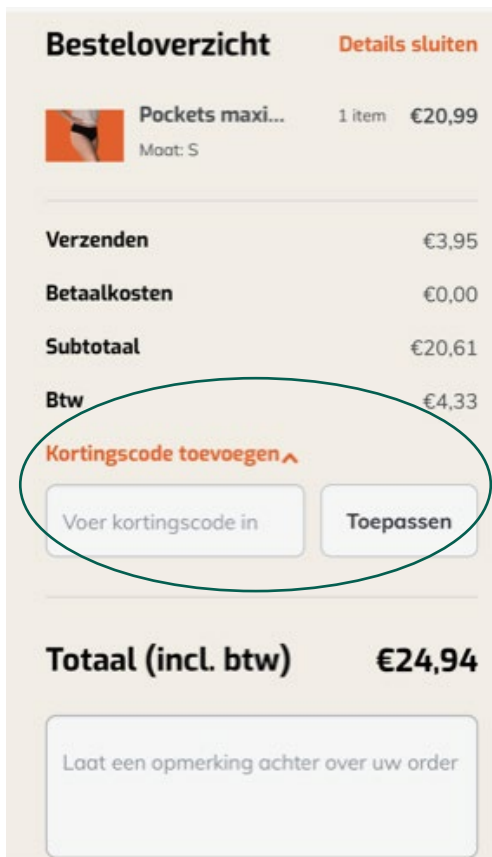 Besteloverzicht Details sluiten
Pockets maxi... 1 item €20,99
Maat: S
Verzenden €3,95
Betaalkosten €0,00
Subtotaal €20,61
Btw €4,33
Kortingscode toevoegen
Voer kortingscode in Toepassen
Totaal (incl. btw) €24,94
Laat een opmerking achter over uw order